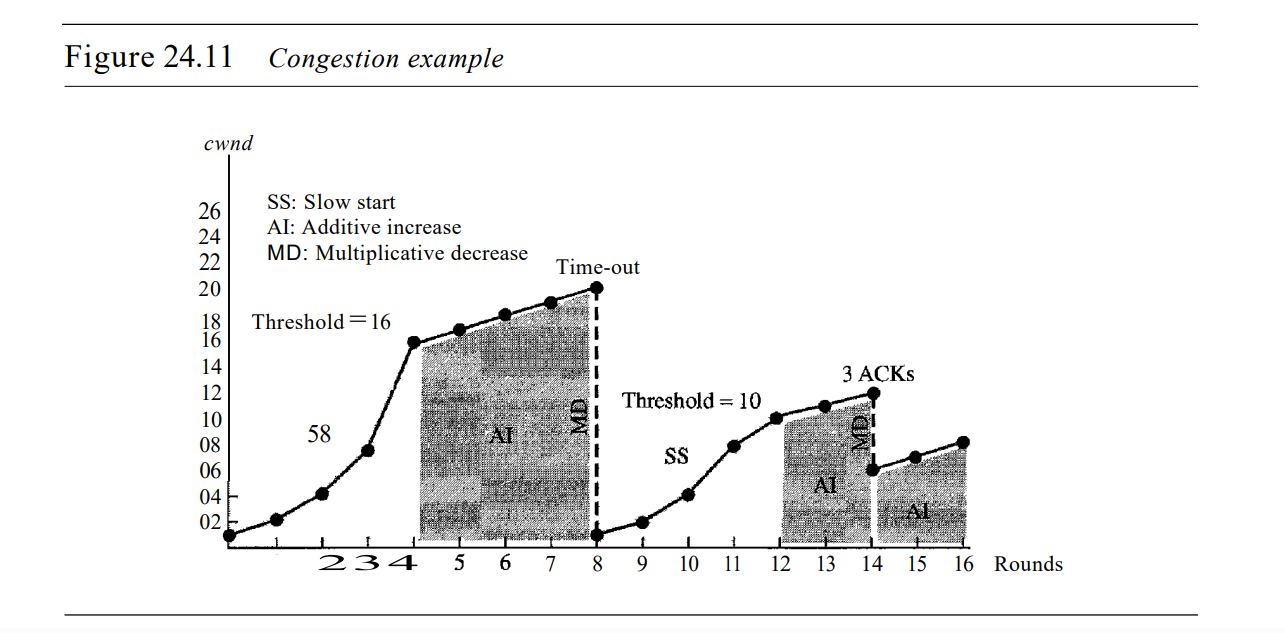 Figure 24.11 Congestion example
cwnd
SS: Slow start
AI: Additive increase
MD: Multiplicative decrease
26
24
22
20
18
16
14
12
10
08
06
04
02
Time-out
Threshold = 16
58
AI
MD
3 ACKs
Threshold = 10
SS
AI
MD
AI
2 3 4 5 6 7 8 9 10 11 12 13 14 15 16 Rounds